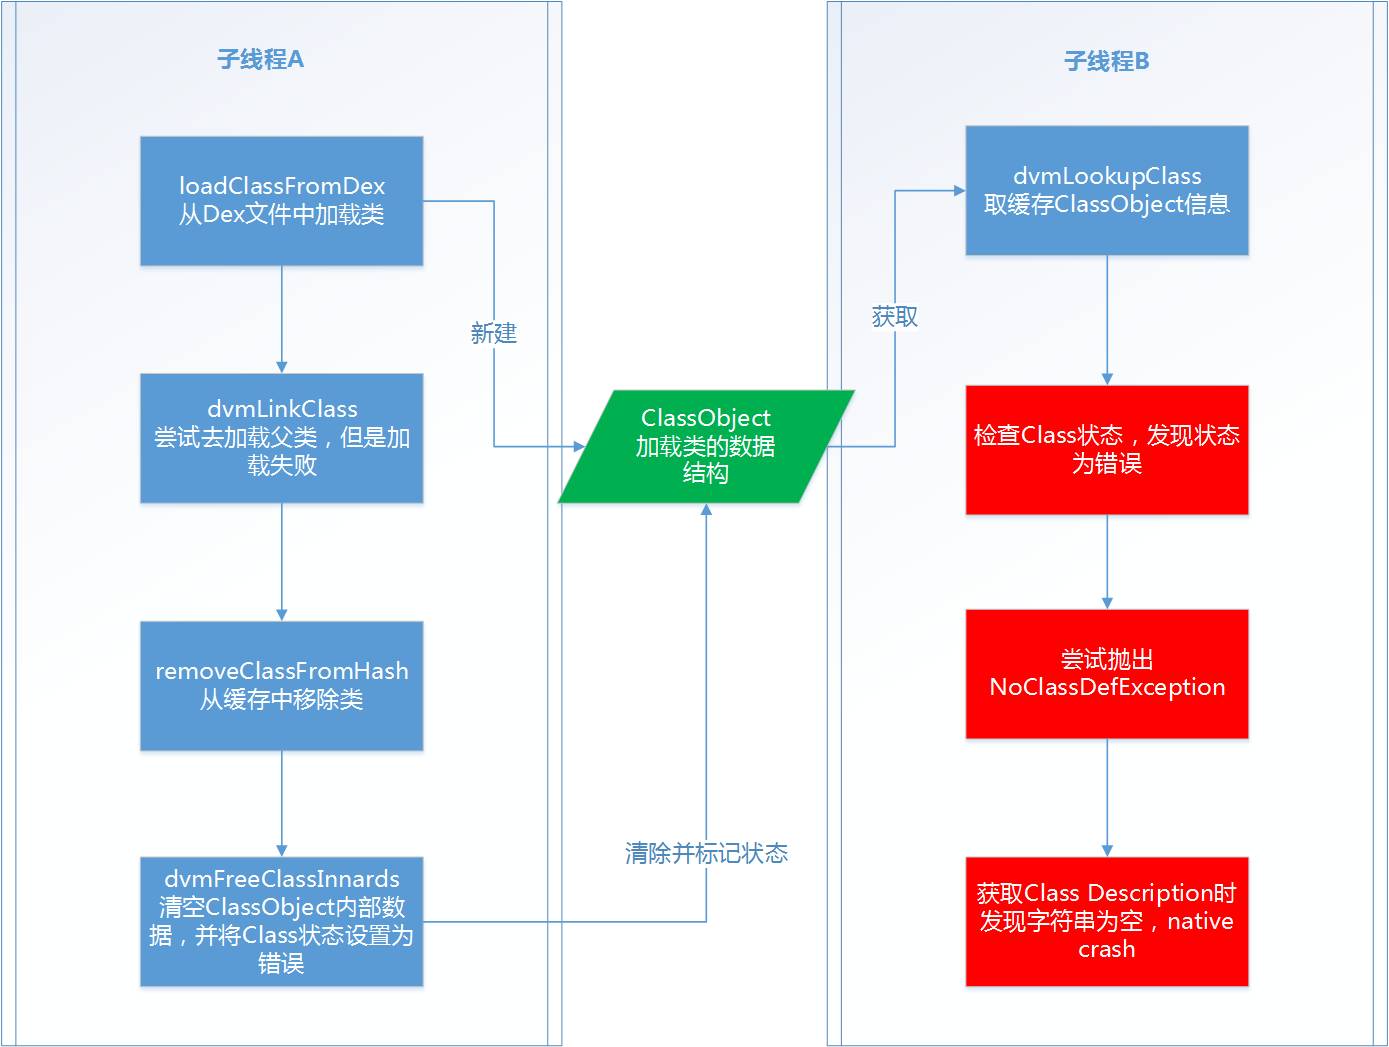 子线程A
loadClassFromDex
从Dex文件中加载类
新建
dvmLinkClass
尝试去加载父类，但是加
载失败
removeClassFromHash
从缓存中移除类
dvmFreeClassInnards
清空ClassObject内部数
据，并将Class状态设置为
错误
清除并标记状态
ClassObject
加载类的数据
结构
获取
子线程B
dvmLookupClass
取缓存ClassObject信息
检查Class状态，发现状态
为错误
尝试抛出
NoClassDefException
获取Class Description时
发现字符串为空，native
crash